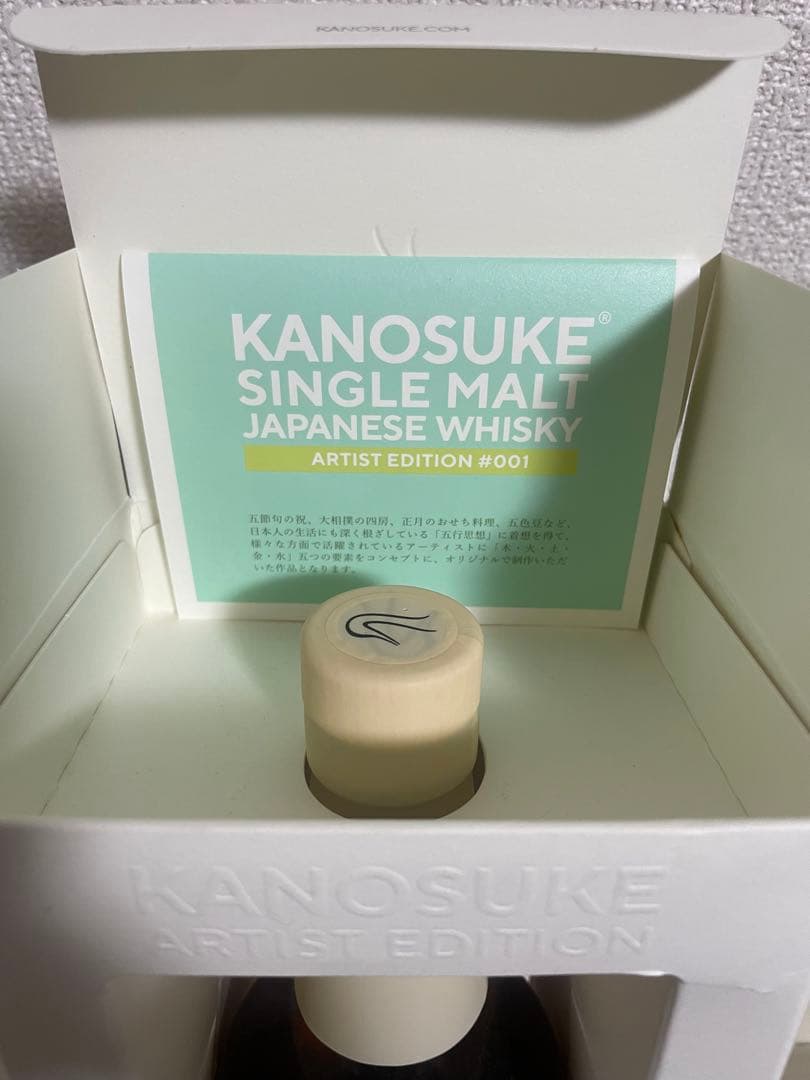 KANOSUKE.COM
KANOSUKE®
SINGLE MALT
JAPANESE WHISKY
ARTIST EDITION #001
五節句の祝、大相撲の四房、正月のおせち料理、五色豆など、
日本人の生活にも深く根ざしている「五行思想」に着想を得て、
様々な方面で活躍されているアーティストに「木・火・土・
金・水」五つの要素をコンセプトに、オリジナルで制作いただ
いた作品となります。
KANOSUKE
ARTIST EDITION